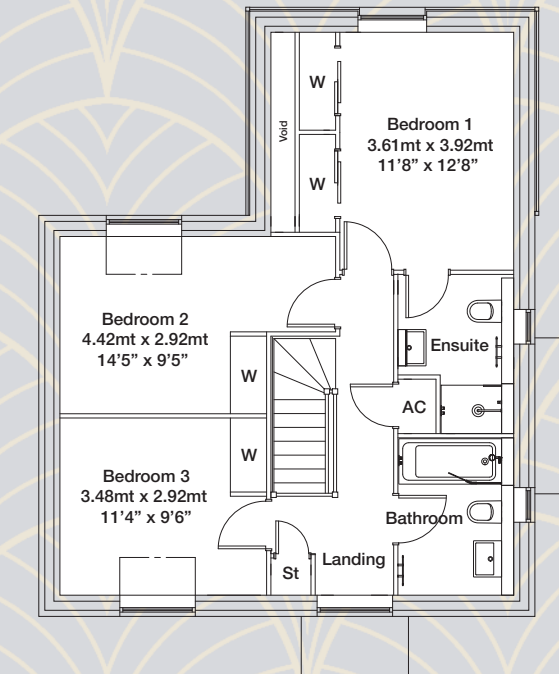 W
Void
Bedroom 1
3.61mt x 3.92mt
11’8” x 12’8”
W
Bedroom 2
4.42mt x 2.92mt
14’5” x 9’5”
Ensuite
W
AC
W
Bedroom 3
3.48mt x 2.92mt
11’4” x 9’6”
Bathroom
Landing
St